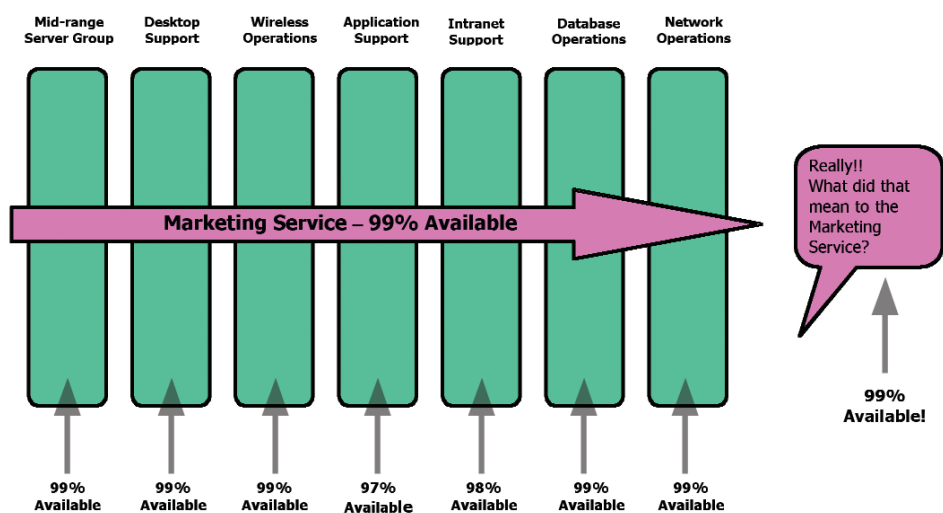 Mid-range
Server Group
Desktop
Support
Wireless
Operations
Application
Support
Intranet
Support
Database
Operations
Network
Operations
Marketing Service – 99% Available
Really!!
What did that
mean to the
Marketing
Service?
99%
Available!
99%
Available
99%
Available
99%
Available
97%
Available
98%
Available
99%
Available
99%
Available